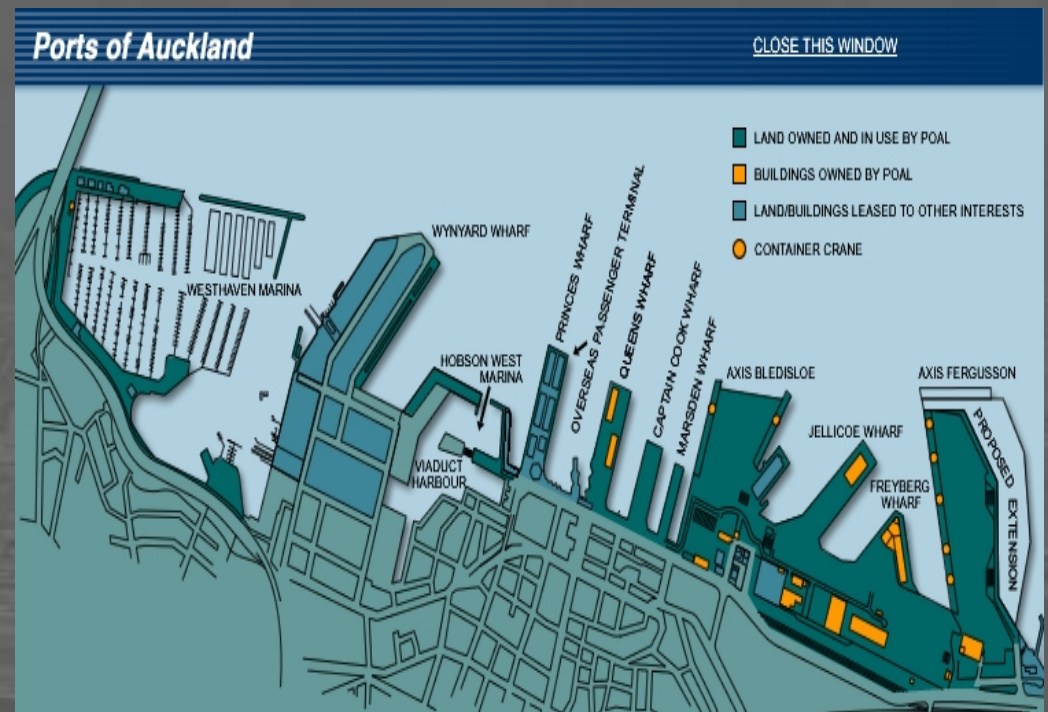 Ports of Auckland
CLOSE THIS WINDOW
LAND OWNED AND IN USE BY POAL
BUILDINGS OWNED BY POAL
LAND/BUILDINGS LEASED TO OTHER INTERESTS
CONTAINER CRANE
WYNYARD WHARF
WESTHAVEN MARINA
HOBSON WEST
MARINA
VIADUCT
HARBOUR
PRINCES WHARF
OVERSEAS PASSENGER TERMINAL
QUEENS WHARF
CAPTAIN COOK WHARF
MARSDEN WHARF
AXIS BLEDISLOE
JELLICOE WHARF
FREYBERG
WHARF
AXIS FERGUSSON
PROPOSED EXTENSION